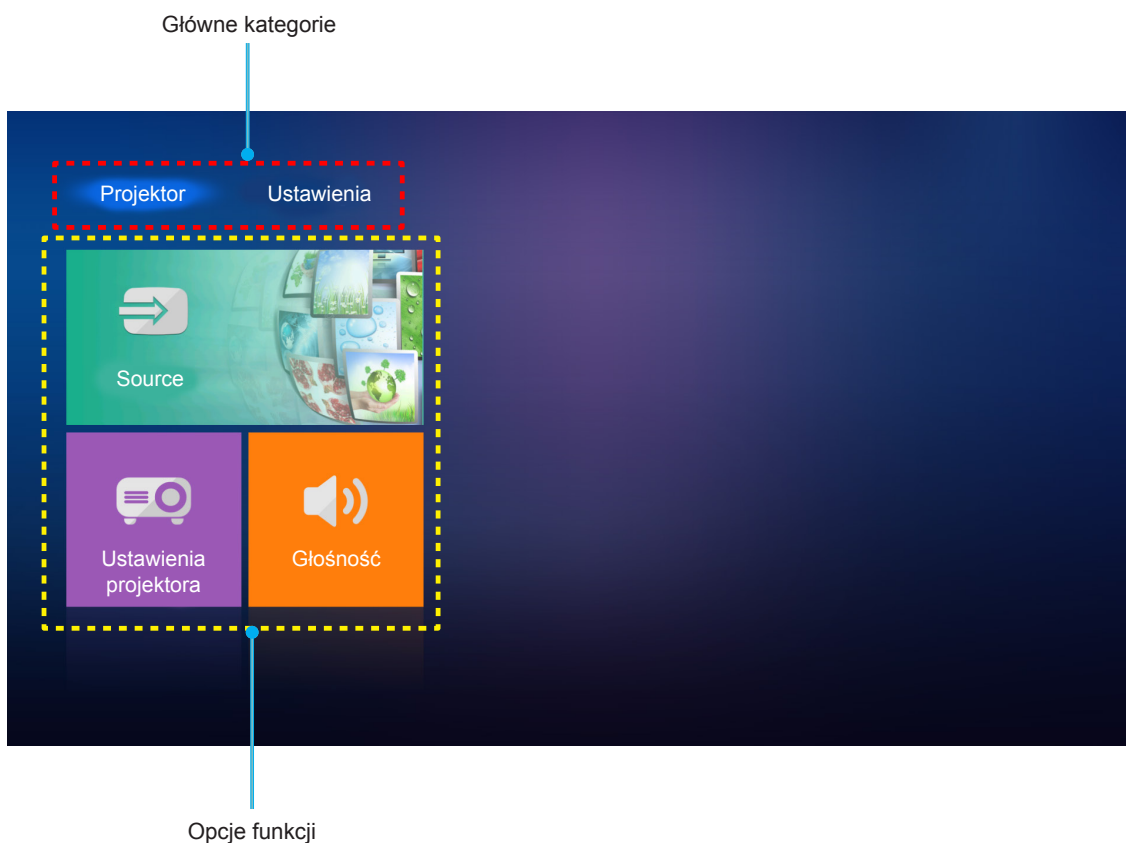 Główne kategorie
Projektor Ustawienia
Source
Ustawienia
projektora
Głośność
Opcje funkcji